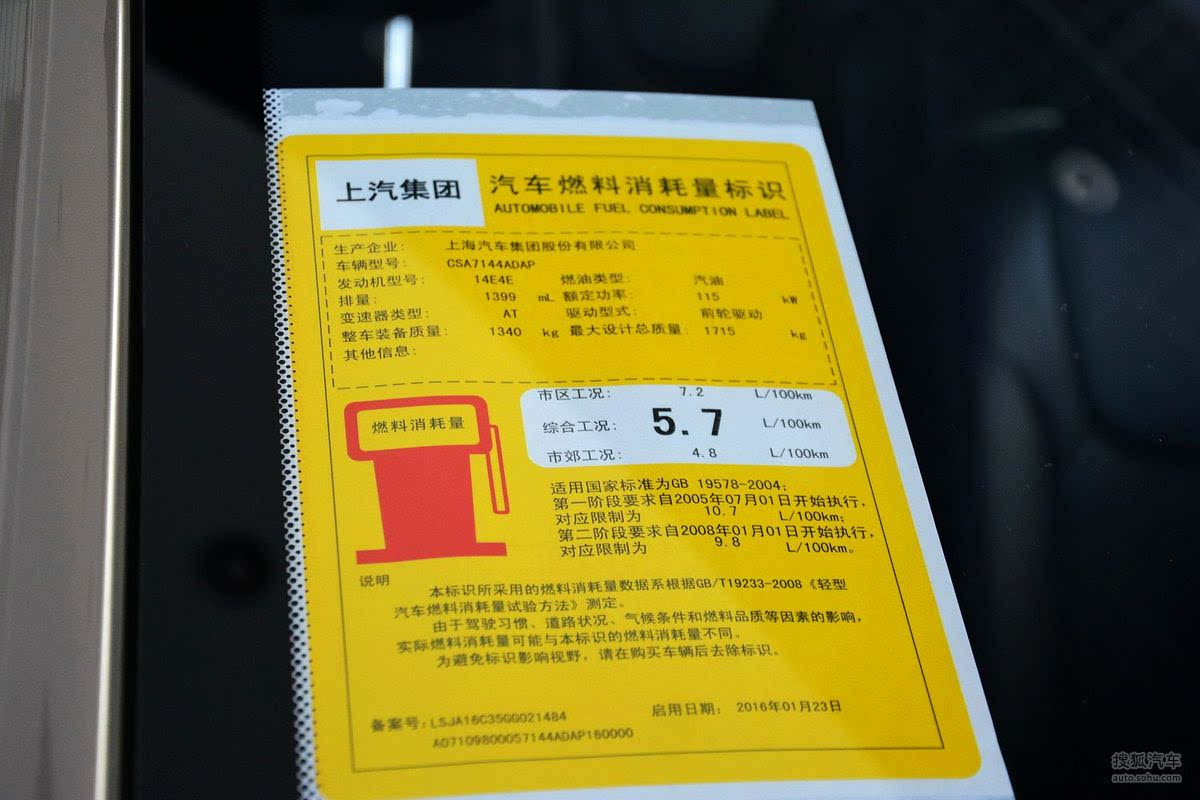 上汽集团
汽车燃料消耗量标识
AUTOMOBILE FUEL CONSUMPTION LABEL
生产企业: 上海汽车集团股份有限公司
车辆型号: CSA7144ADAP
发动机型号: 14E4E 燃油类型: 汽油
排量: 1399 mL 额定功率: 115 kW
变速器类型: AT 驱动型式: 前轮驱动
整车装备质量: 1340 kg 最大设计总质量: 1715 kg
其他信息:
燃料消耗量
市区工况: 7.2 L/100km
综合工况: 5.7 L/100km
市郊工况: 4.8 L/100km
适用国家标准为GB 19578-2004;
第一阶段要求自2005年07月01日开始执行,
对应限制为 10.7 L/100km;
第二阶段要求自2008年01月01日开始执行,
对应限制为 9.8 L/100km。
说明
本标识所采用的燃料消耗量数据系根据GB/T19233-2008《轻型
汽车燃料消耗量试验方法》测定。
由于驾驶习惯、道路状况、气候条件和燃料品质等因素的影响,
实际燃料消耗量可能与本标识的燃料消耗量不同。
为避免标识影响视野,请在购买车辆后去除标识。
备案号: LSJA16C35GG021484 启用日期: 2016年01月23日
A07109800057144ADAP160000
搜狐汽车
auto.sohu.com